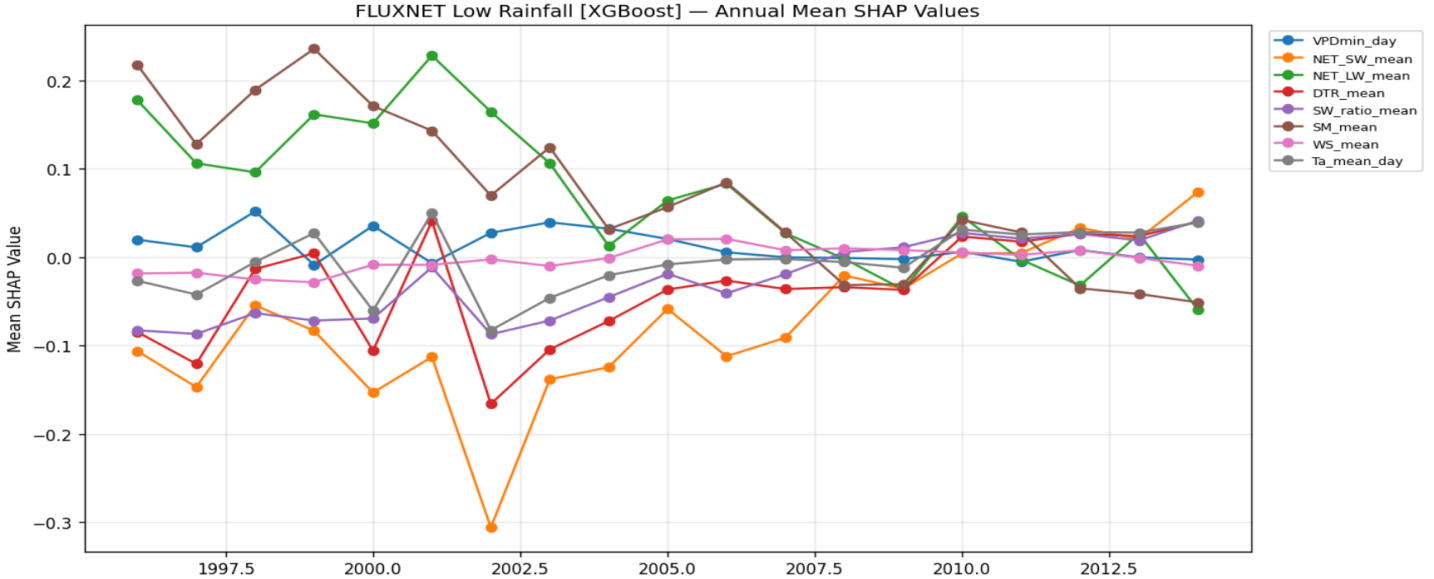 FLUXNET Low Rainfall [XGBoost] — Annual Mean SHAP Values
VPDmin_day
NET_SW_mean
NET_LW_mean
DTR_mean
SW_ratio_mean
SM_mean
WS_mean
Ta_mean_day
Mean SHAP Value
0.2
0.1
0.0
−0.1
−0.2
−0.3
1997.5 2000.0 2002.5 2005.0 2007.5 2010.0 2012.5